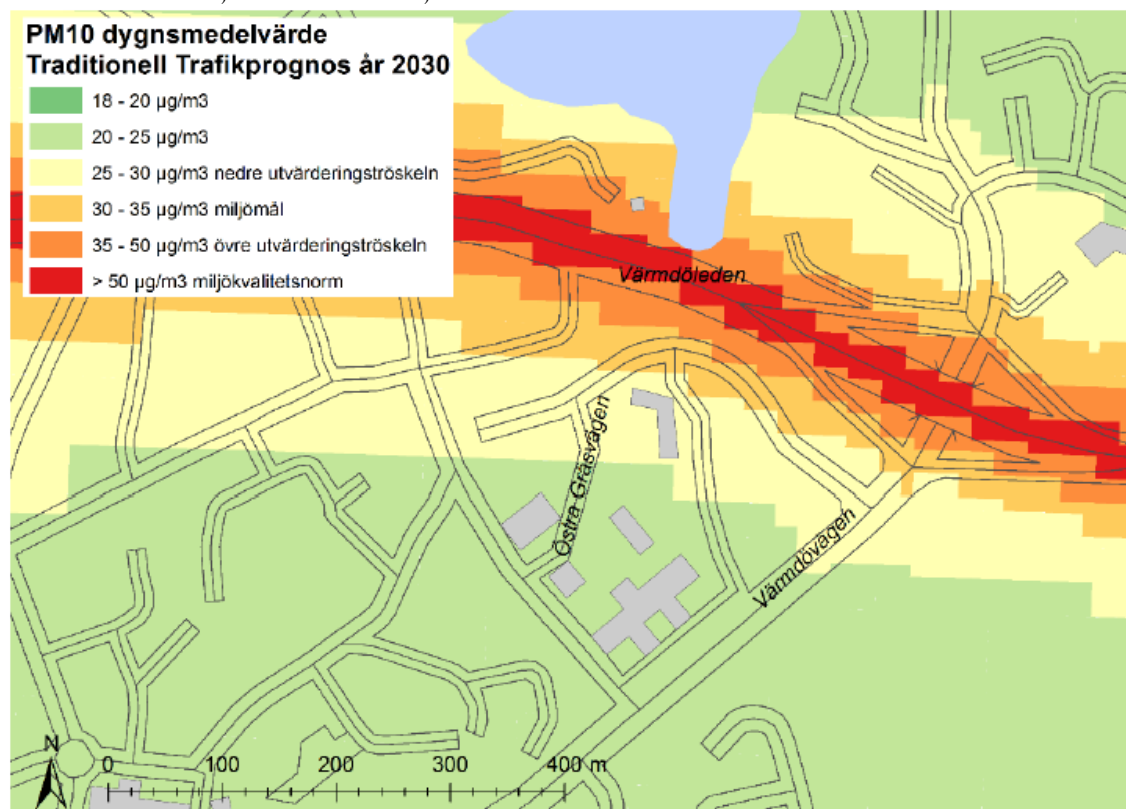 PM10 dygnsmedelvärde
Traditionell Trafikprognos år 2030
18 - 20 µg/m3
20 - 25 µg/m3
25 - 30 µg/m3 nedre utvärderingströskeln
30 - 35 µg/m3 miljömål
35 - 50 µg/m3 övre utvärderingströskeln
> 50 µg/m3 miljökvalitetsnorm
Värmdöleden
Östra Gräsvägen
Värmdövägen
N
0 100 200 300 400 m